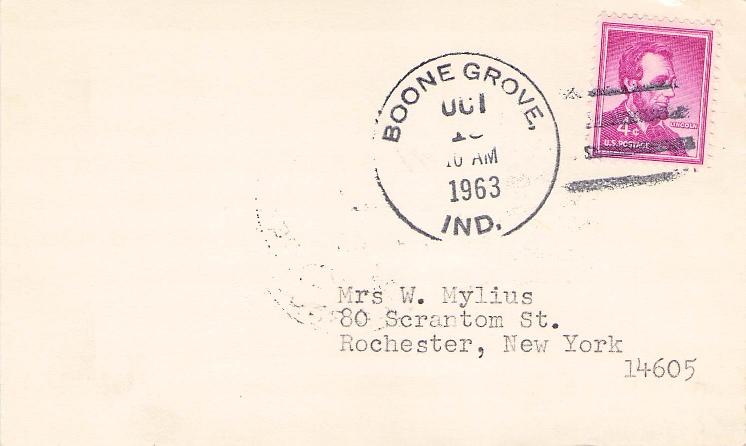 BOONE GROVE,
OCT
10 AM
1963
IND.
LINCOLN
4¢
U.S. POSTAGE
Mrs W. Mylius
80 Scrantom St.
Rochester, New York
14605